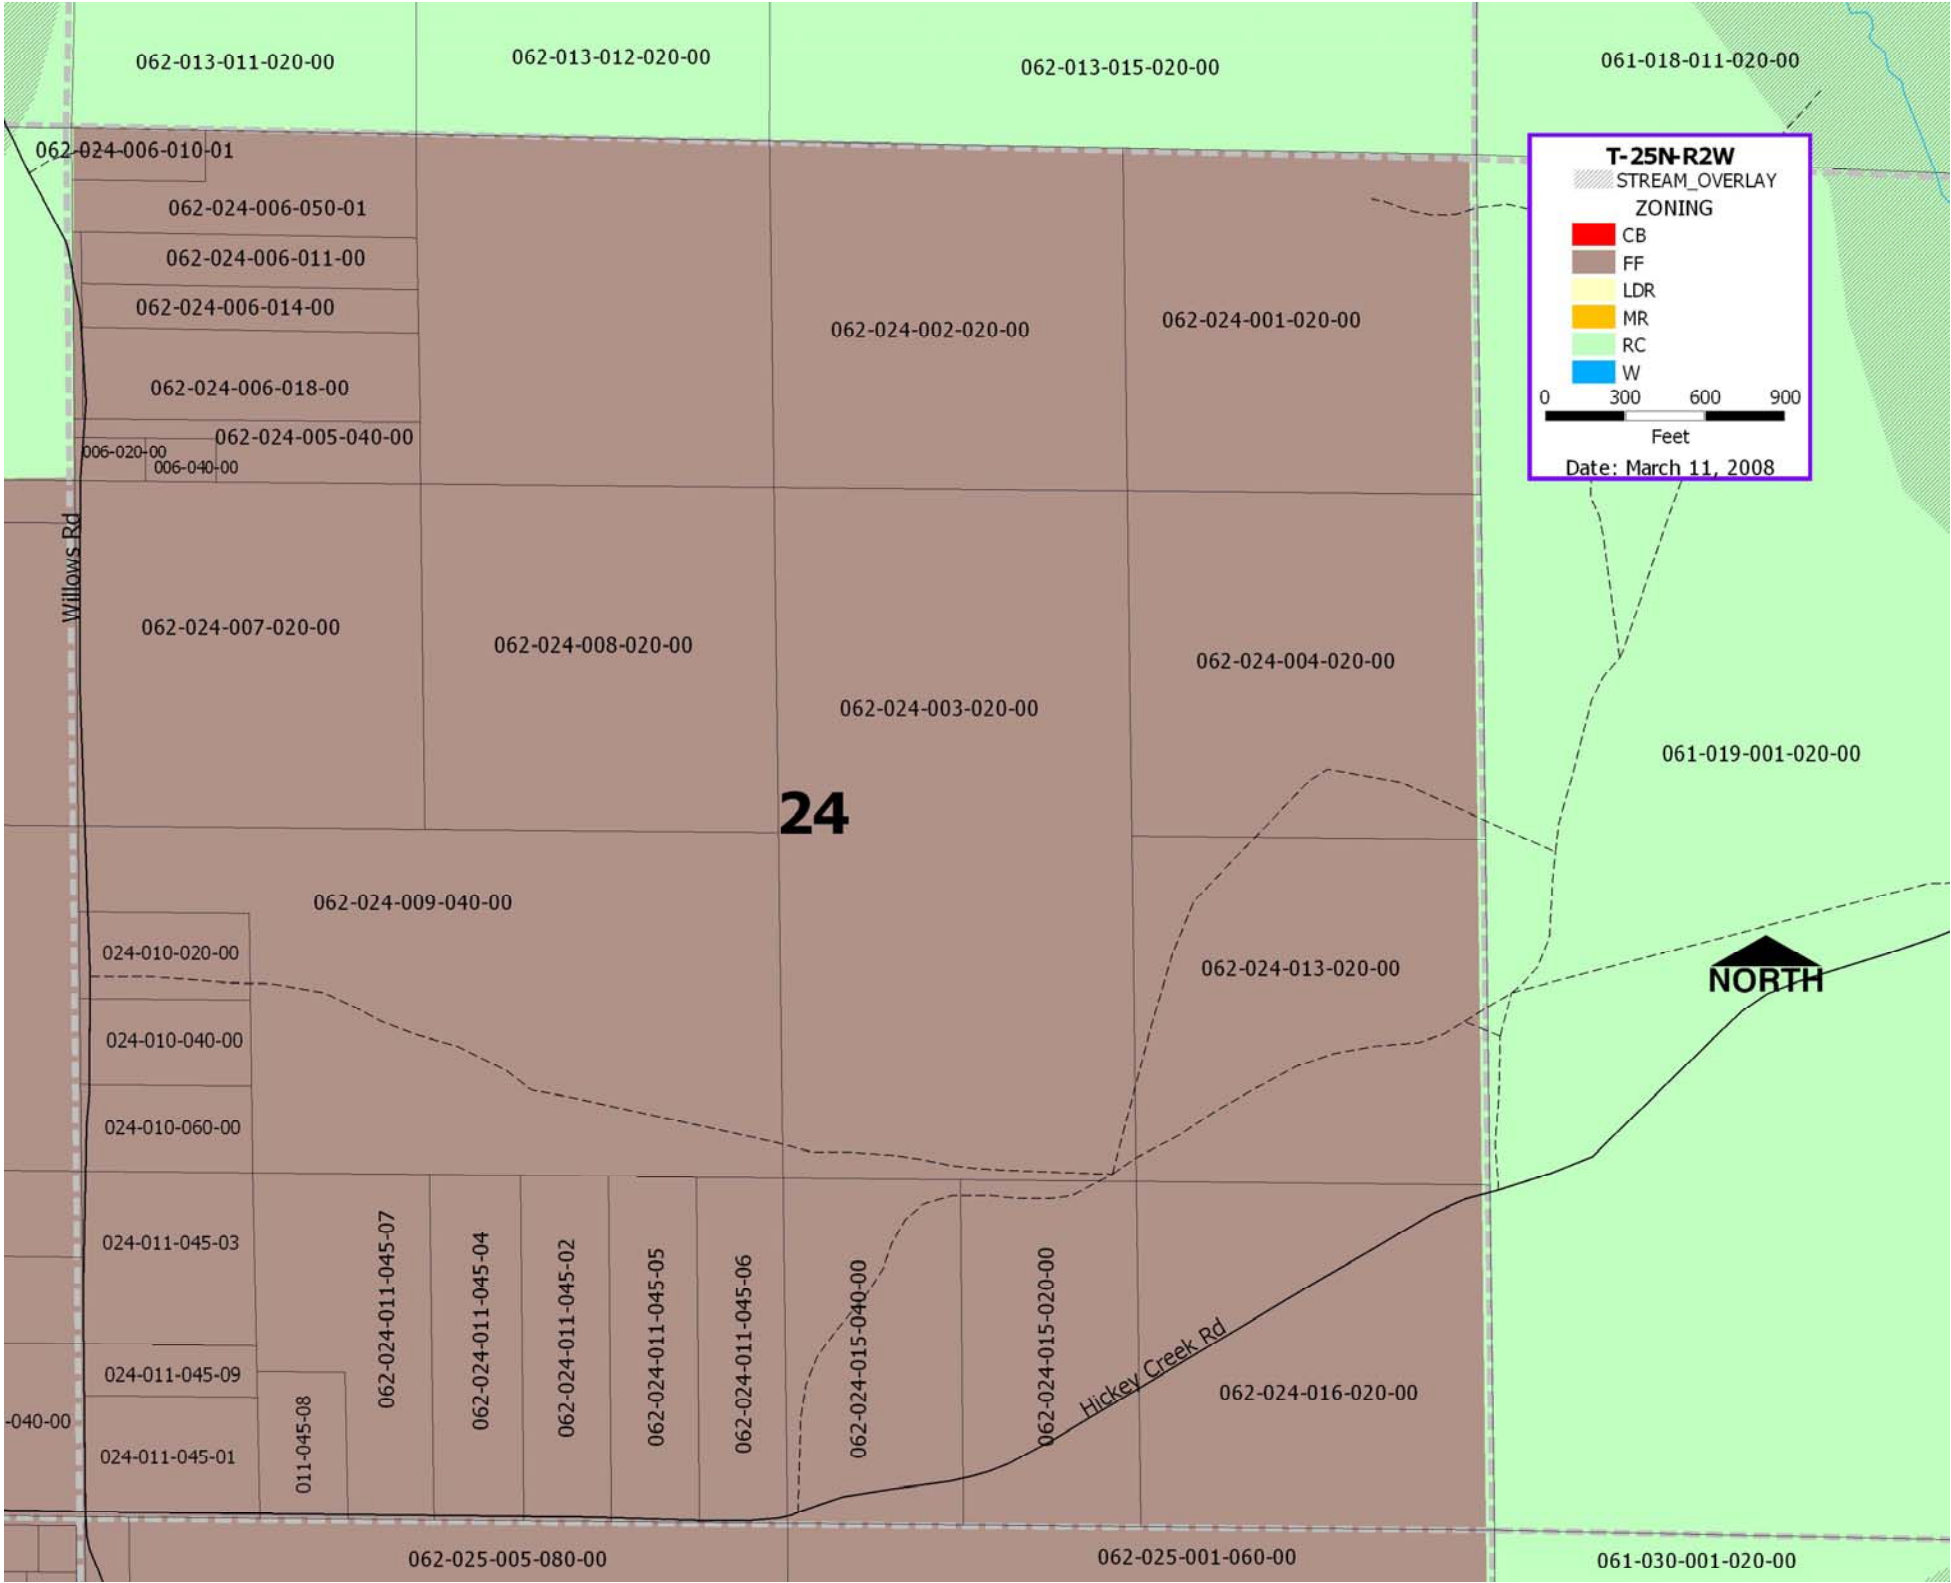 062-013-011-020-00
062-013-012-020-00
062-013-015-020-00
061-018-011-020-00
062-024-006-010-01
062-024-006-050-01
062-024-006-011-00
062-024-006-014-00
062-024-006-018-00
062-024-005-040-00
006-020-00
006-040-00
062-024-002-020-00
062-024-001-020-00
T-25N-R2W
STREAM_OVERLAY
ZONING
CB
FF
LDR
MR
RC
W
0 300 600 900
Feet
Date: March 11, 2008
Willows Rd
062-024-007-020-00
062-024-008-020-00
062-024-003-020-00
062-024-004-020-00
061-019-001-020-00
24
062-024-009-040-00
024-010-020-00
024-010-040-00
024-010-060-00
062-024-013-020-00
NORTH
024-011-045-03
024-011-045-09
-040-00
024-011-045-01
011-045-08
062-024-011-045-07
062-024-011-045-04
062-024-011-045-02
062-024-011-045-05
062-024-011-045-06
062-024-015-040-00
062-024-015-020-00
Hickey Creek Rd
062-024-016-020-00
062-025-005-080-00
062-025-001-060-00
061-030-001-020-00